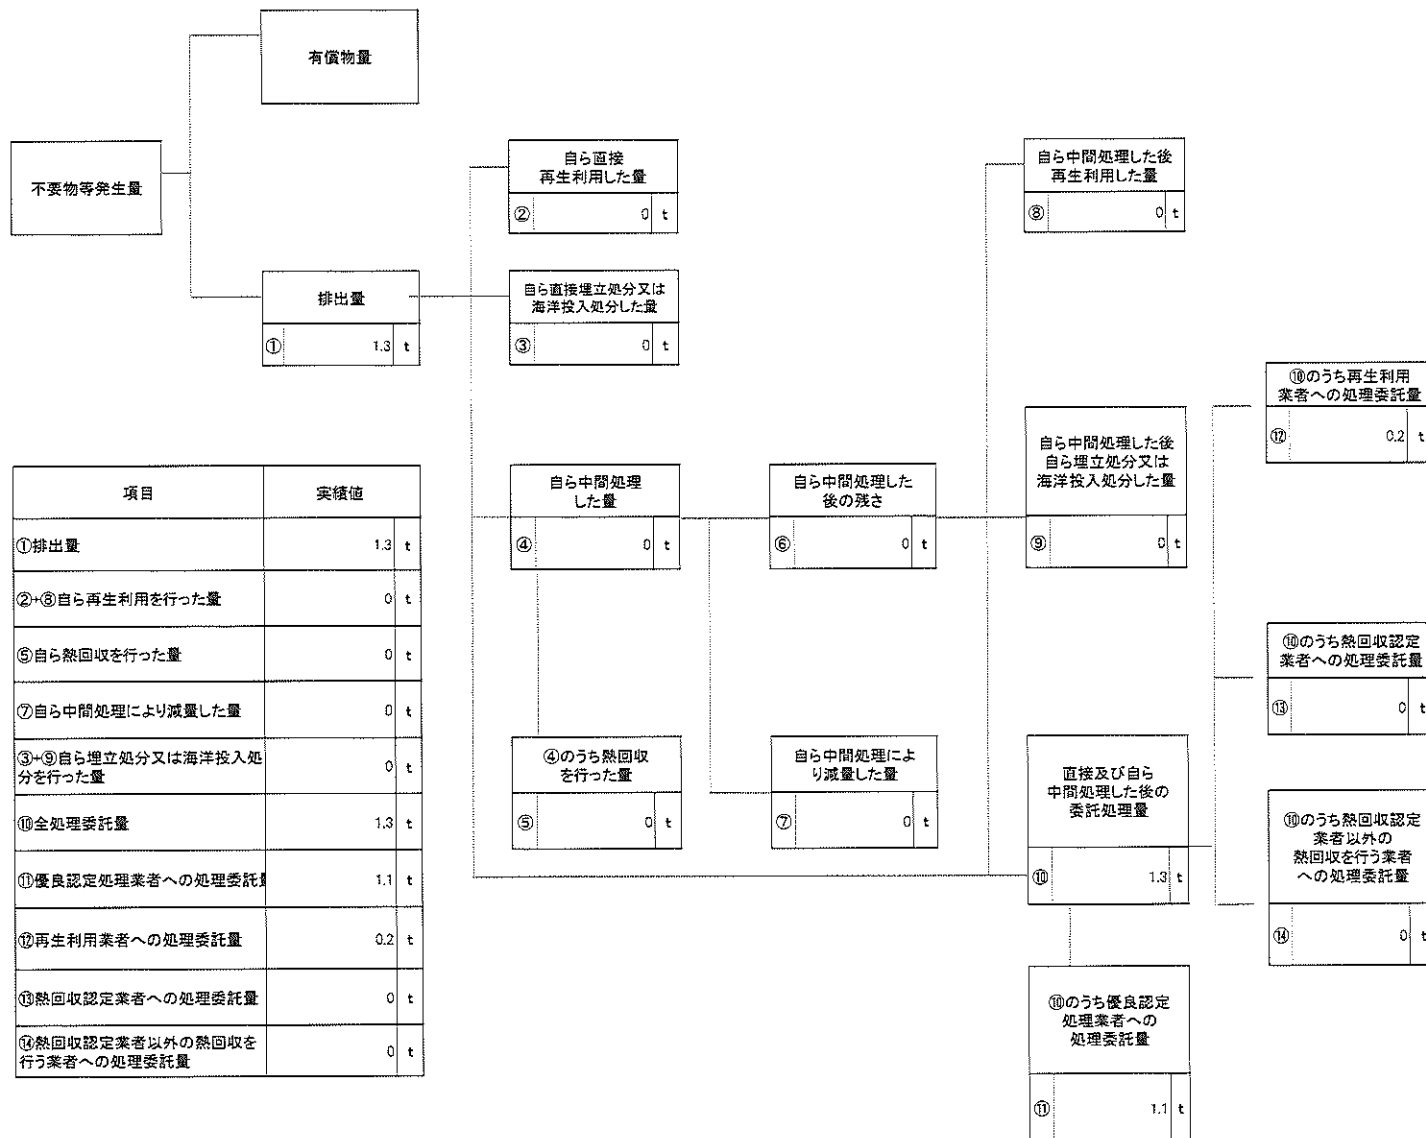 有償物量
不要物等発生量
排出量
① 1.3 t
自ら直接
再生利用した量
② 0 t
自ら直接埋立処分又は
海洋投入処分した量
③ 0 t
自ら中間処理
した量
④ 0 t
④のうち熱回収
を行った量
⑤ 0 t
自ら中間処理した
後の残さ
⑥ 0 t
自ら中間処理によ
り減量した量
⑦ 0 t
自ら中間処理した後
再生利用した量
⑧ 0 t
自ら中間処理した後
自ら埋立処分又は
海洋投入処分した量
⑨ 0 t
直接及び自ら
中間処理した後の
委託処理量
⑩ 1.3 t
⑩のうち優良認定
処理業者への
処理委託量
⑪ 1.1 t
⑩のうち再生利用
業者への処理委託量
⑫ 0.2 t
⑩のうち熱回収認定
業者への処理委託量
⑬ 0 t
⑩のうち熱回収認定
業者以外の
熱回収を行う業者
への処理委託量
⑭ 0 t
項目 実績値
①排出量 1.3 t
②+⑧自ら再生利用を行った量 0 t
⑤自ら熱回収を行った量 0 t
⑦自ら中間処理により減量した量 0 t
③+⑨自ら埋立処分又は海洋投入処
分を行った量 0 t
⑩全処理委託量 1.3 t
⑪優良認定処理業者への処理委託量 1.1 t
⑫再生利用業者への処理委託量 0.2 t
⑬熱回収認定業者への処理委託量 0 t
⑭熱回収認定業者以外の熱回収を
行う業者への処理委託量 0 t